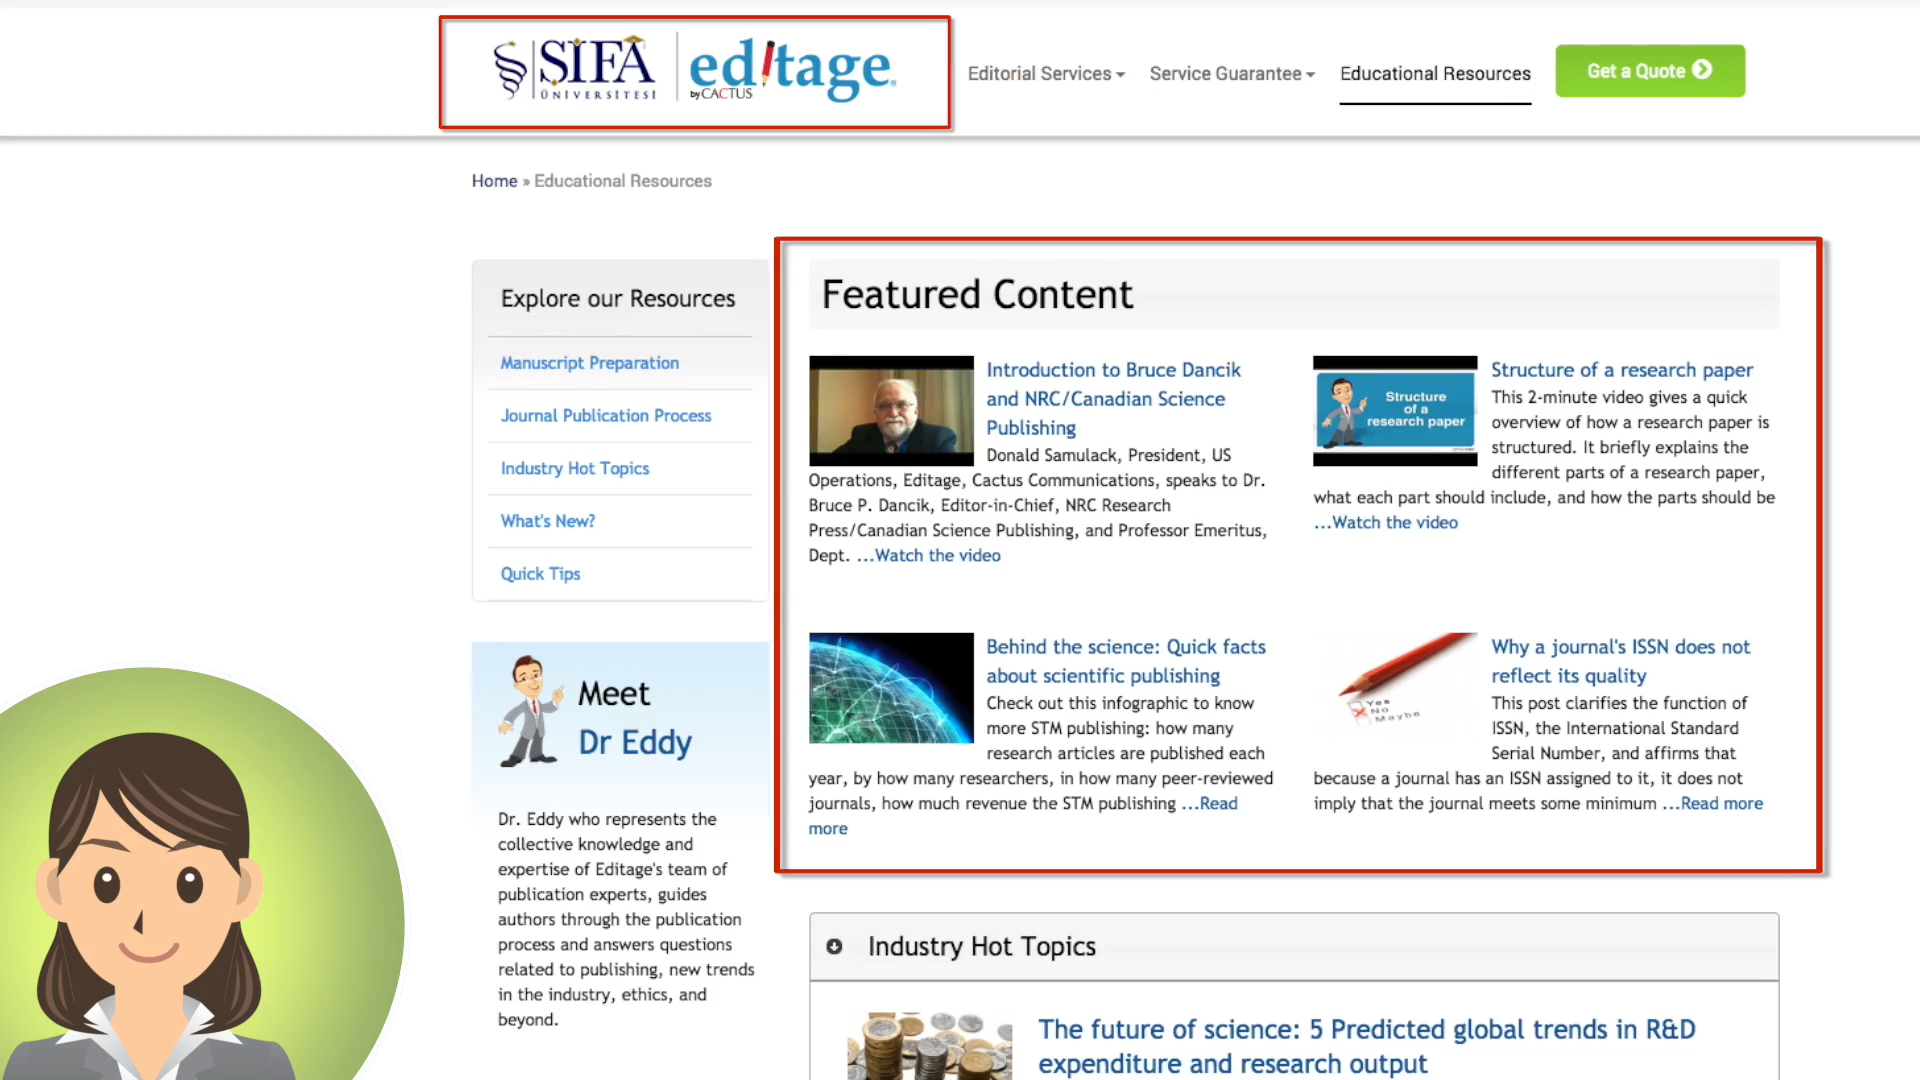 SİFA
ÜNİVERSİTESİ
editage
by CACTUS
Editorial Services
Service Guarantee
Educational Resources
Get a Quote
Home » Educational Resources
Explore our Resources
Manuscript Preparation
Journal Publication Process
Industry Hot Topics
What's New?
Quick Tips
Meet
Dr Eddy
Dr. Eddy who represents the
collective knowledge and
expertise of Editage's team of
publication experts, guides
authors through the publication
process and answers questions
related to publishing, new trends
in the industry, ethics, and
beyond.
Featured Content
Introduction to Bruce Dancik
and NRC/Canadian Science
Publishing
Donald Samulack, President, US
Operations, Editage, Cactus Communications, speaks to Dr.
Bruce P. Dancik, Editor-in-Chief, NRC Research
Press/Canadian Science Publishing, and Professor Emeritus,
Dept. ...Watch the video
Structure
of a
research paper
Structure of a research paper
This 2-minute video gives a quick
overview of how a research paper is
structured. It briefly explains the
different parts of a research paper,
what each part should include, and how the parts should be
...Watch the video
Behind the science: Quick facts
about scientific publishing
Check out this infographic to know
more STM publishing: how many
research articles are published each
year, by how many researchers, in how many peer-reviewed
journals, how much revenue the STM publishing ...Read
more
Yes
No
Maybe
Why a journal's ISSN does not
reflect its quality
This post clarifies the function of
ISSN, the International Standard
Serial Number, and affirms that
because a journal has an ISSN assigned to it, it does not
imply that the journal meets some minimum ...Read more
Industry Hot Topics
The future of science: 5 Predicted global trends in R&D
expenditure and research output